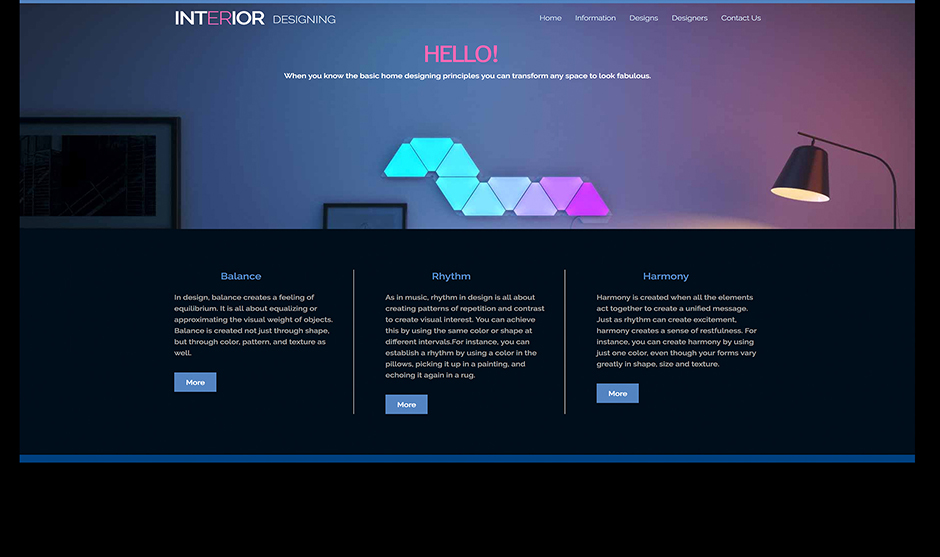 INTERIOR DESIGNING
Home Information Designs Designers Contact Us
HELLO!
When you know the basic home designing principles you can transform any space to look fabulous.
Balance
In design, balance creates a feeling of
equilibrium. It is all about equalizing or
approximating the visual weight of objects.
Balance is created not just through shape,
but through color, pattern, and texture as
well.
More
Rhythm
As in music, rhythm in design is all about
creating patterns of repetition and contrast
to create visual interest. You can achieve
this by using the same color or shape at
different intervals.For instance, you can
establish a rhythm by using a color in the
pillows, picking it up in a painting, and
echoing it again in a rug.
More
Harmony
Harmony is created when all the elements
act together to create a unified message.
Just as rhythm can create excitement,
harmony creates a sense of restfulness. For
instance, you can create harmony by using
just one color, even though your forms vary
greatly in shape, size and texture.
More